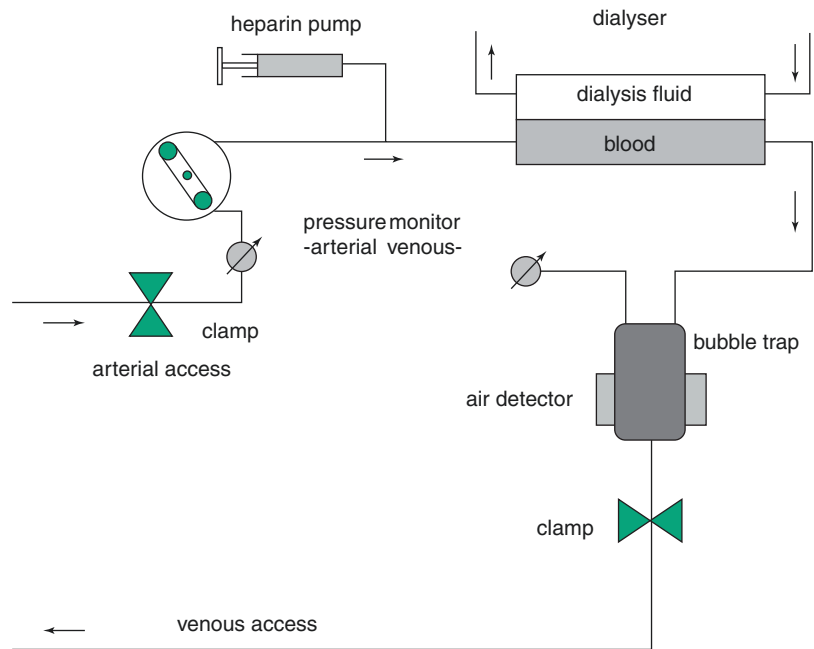 heparin pump
dialyser
dialysis fluid
blood
pressure monitor
-arterial venous-
clamp
arterial access
bubble trap
air detector
clamp
venous access